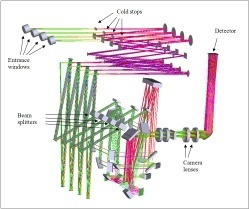 Cold stops
Detector
Entrance
windows
Beam
splitters
Camera
lenses